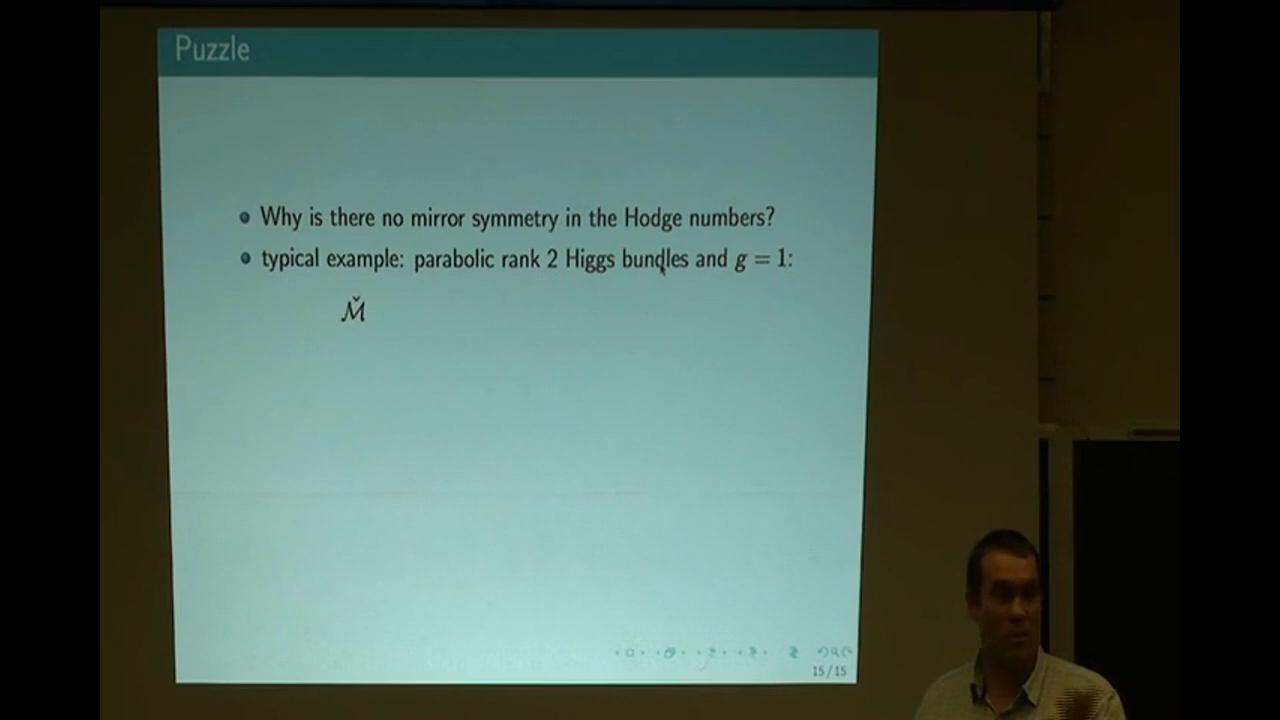 Puzzle
Why is there no mirror symmetry in the Hodge numbers?
typical example: parabolic rank 2 Higgs bundles and g = 1:
ℳ̌
15/15